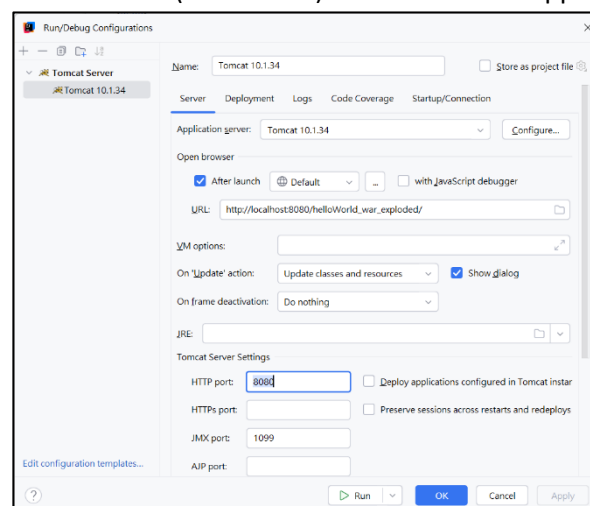 Run/Debug Configurations
Tomcat Server
Tomcat 10.1.34
Name: Tomcat 10.1.34 Store as project file
Server Deployment Logs Code Coverage Startup/Connection
Application server: Tomcat 10.1.34 Configure...
Open browser
After launch Default ... with JavaScript debugger
URL: http://localhost:8080/helloWorld_war_exploded/
VM options:
On 'Update' action: Update classes and resources Show dialog
On frame deactivation: Do nothing
JRE:
Tomcat Server Settings
HTTP port: 8080 Deploy applications configured in Tomcat instar
HTTPs port: Preserve sessions across restarts and redeploys
JMX port: 1099
AJP port:
Edit configuration templates...
? Run OK Cancel Apply